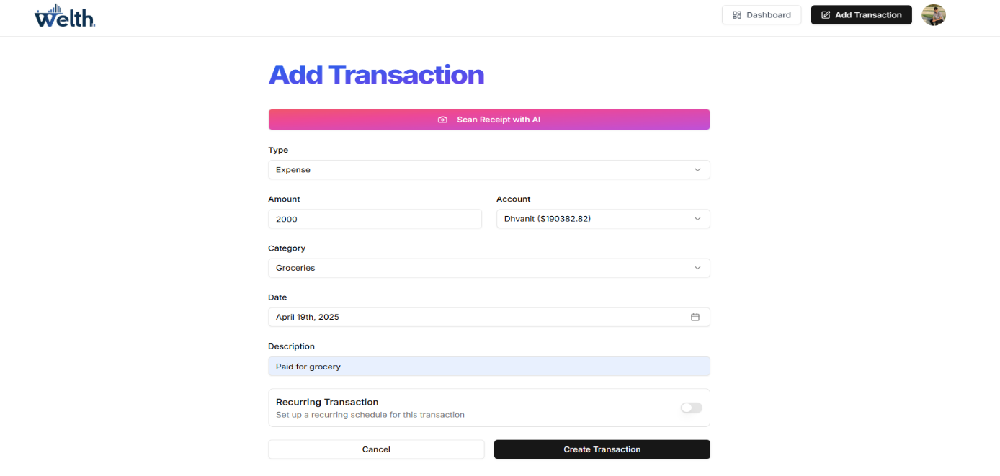 Welth.
Dashboard
Add Transaction
Add Transaction
Scan Receipt with AI
Type
Expense
Amount
Account
2000
Dhvanit ($190382.82)
Category
Groceries
Date
April 19th, 2025
Description
Paid for grocery
Recurring Transaction
Set up a recurring schedule for this transaction
Cancel
Create Transaction